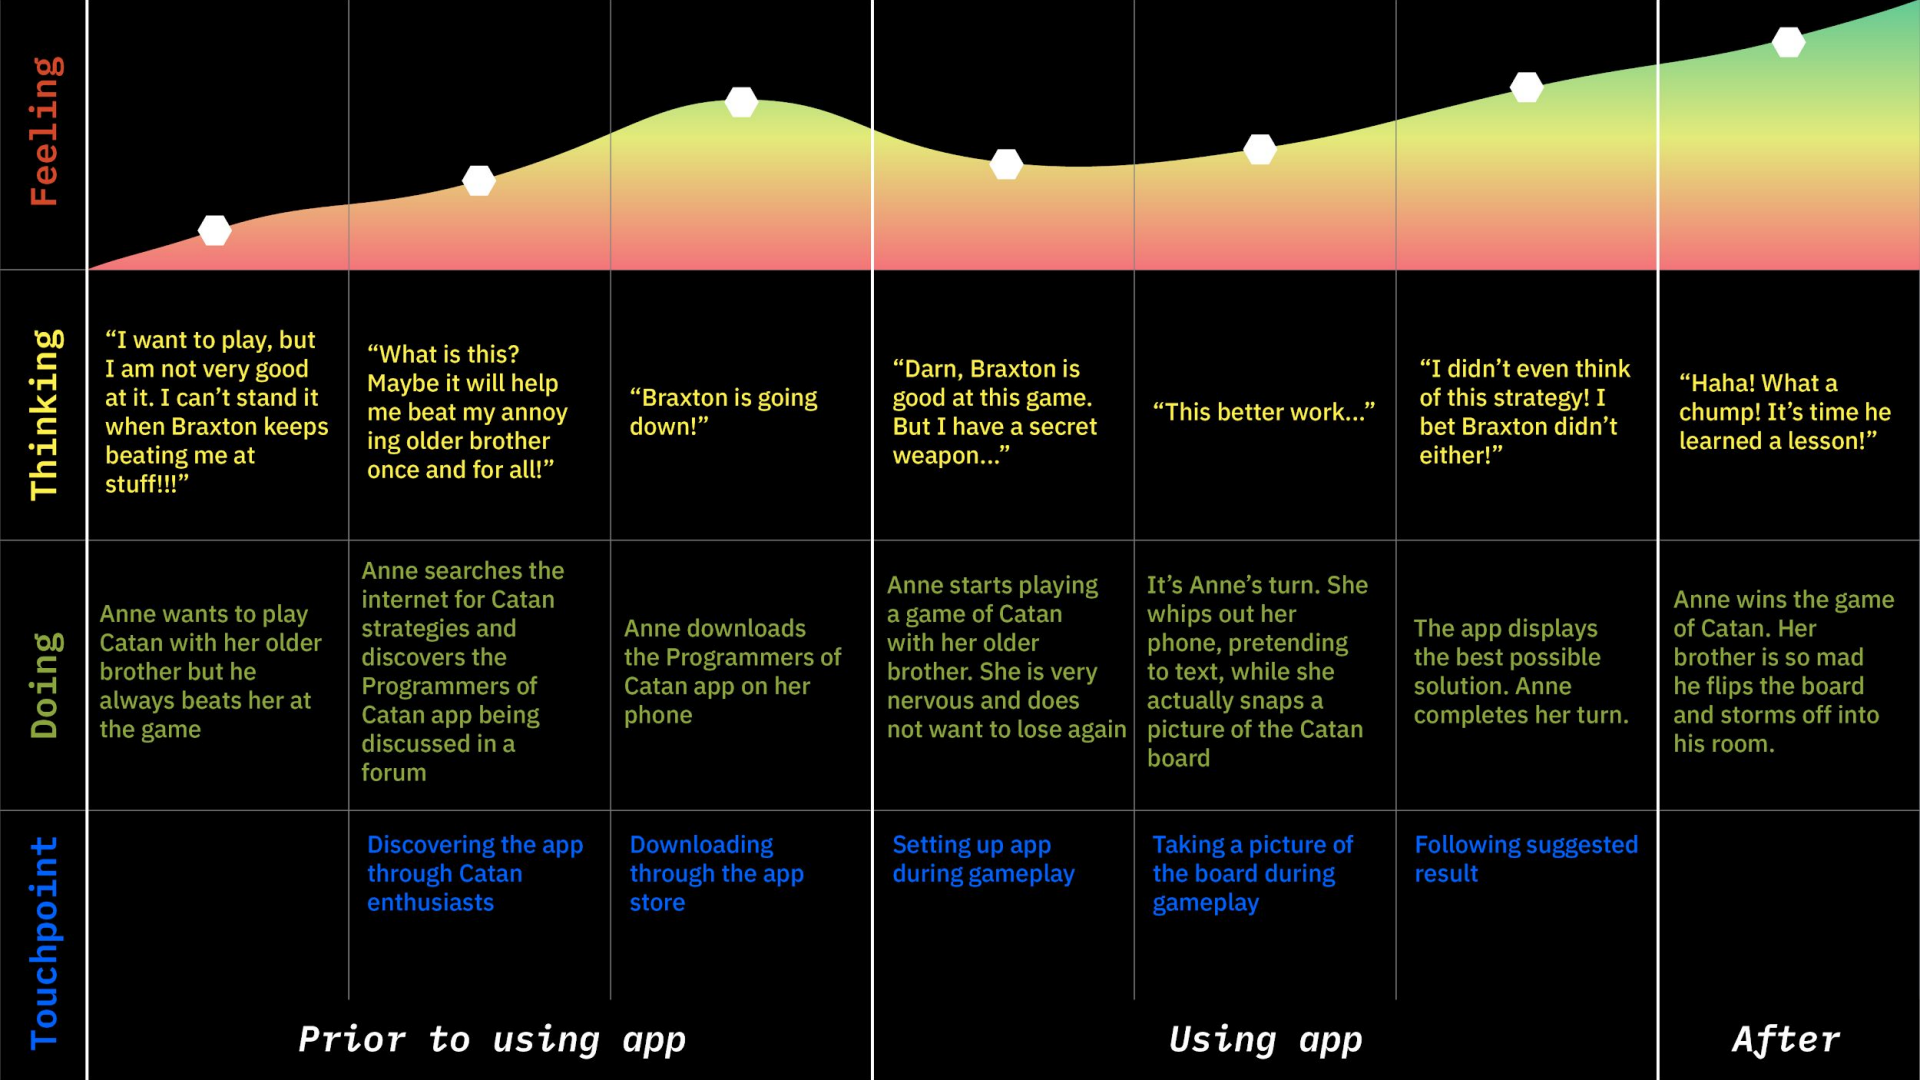 Feeling
Thinking
“I want to play, but
I am not very good
at it. I can’t stand it
when Braxton keeps
beating me at
stuff!!!”
“What is this?
Maybe it will help
me beat my annoy
ing older brother
once and for all!”
“Braxton is going
down!”
“Darn, Braxton is
good at this game.
But I have a secret
weapon...”
“This better work...”
“I didn’t even think
of this strategy! I
bet Braxton didn’t
either!”
“Haha! What a
chump! It’s time he
learned a lesson!”
Doing
Anne wants to play
Catan with her older
brother but he
always beats her at
the game
Anne searches the
internet for Catan
strategies and
discovers the
Programmers of
Catan app being
discussed in a
forum
Anne downloads
the Programmers of
Catan app on her
phone
Anne starts playing
a game of Catan
with her older
brother. She is very
nervous and does
not want to lose again
It’s Anne’s turn. She
whips out her
phone, pretending
to text, while she
actually snaps a
picture of the Catan
board
The app displays
the best possible
solution. Anne
completes her turn.
Anne wins the game
of Catan. Her
brother is so mad
he flips the board
and storms off into
his room.
Touchpoint
Discovering the app
through Catan
enthusiasts
Downloading
through the app
store
Setting up app
during gameplay
Taking a picture of
the board during
gameplay
Following suggested
result
Prior to using app
Using app
After